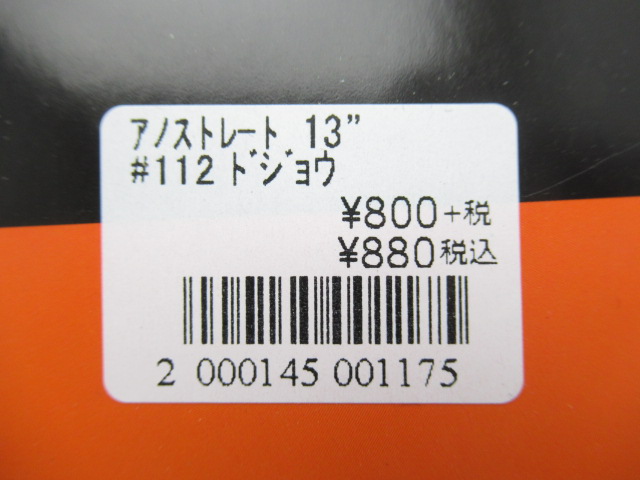 ｱﾉｽﾄﾚｰﾄ 13"
#112 ﾄﾞｼﾞｮｳ
¥800+税
¥880税込
2 000145 001175